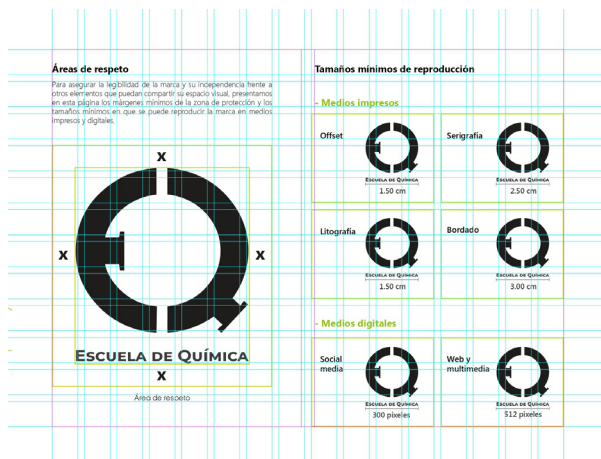 Áreas de respeto
Para asegurar la legibilidad de la marca y su independencia frente a
otros elementos que puedan compartir su espacio visual, presentamos
en esta página los márgenes mínimos de la zona de protección y los
tamaños mínimos en que se puede reproducir la marca en medios
impresos y digitales.
x
x
x
ESCUELA DE QUÍMICA
x
Área de respeto
Tamaños mínimos de reproducción
- Medios impresos
Offset
ESCUELA DE QUÍMICA
1.50 cm
Serigrafía
ESCUELA DE QUÍMICA
2.50 cm
Litografía
ESCUELA DE QUÍMICA
1.50 cm
Bordado
ESCUELA DE QUÍMICA
3.00 cm
- Medios digitales
Social
media
ESCUELA DE QUÍMICA
300 pixeles
Web y
multimedia
ESCUELA DE QUÍMICA
512 pixeles